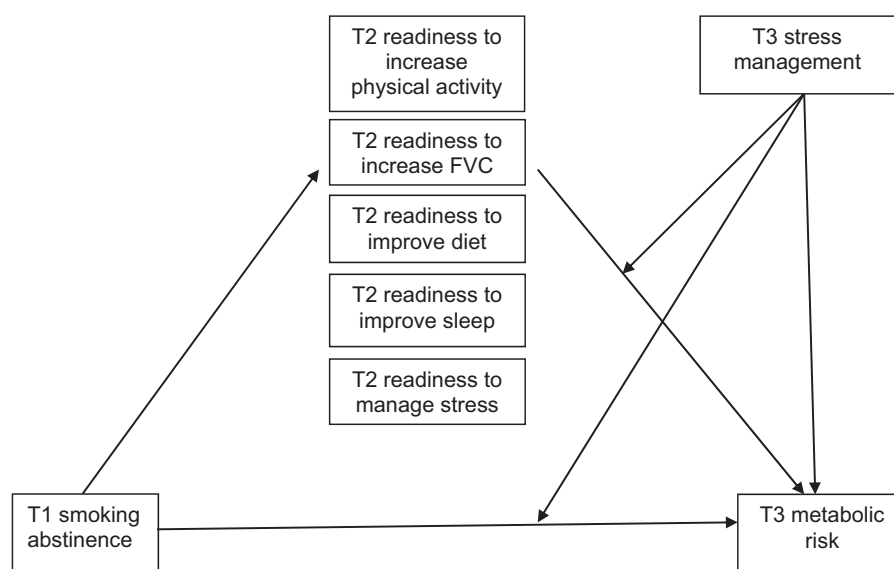 T2 readiness to
increase
physical activity
T3 stress
management
T2 readiness to
increase FVC
T2 readiness to
improve diet
T2 readiness to
improve sleep
T2 readiness to
manage stress
T1 smoking
abstinence
T3 metabolic
risk